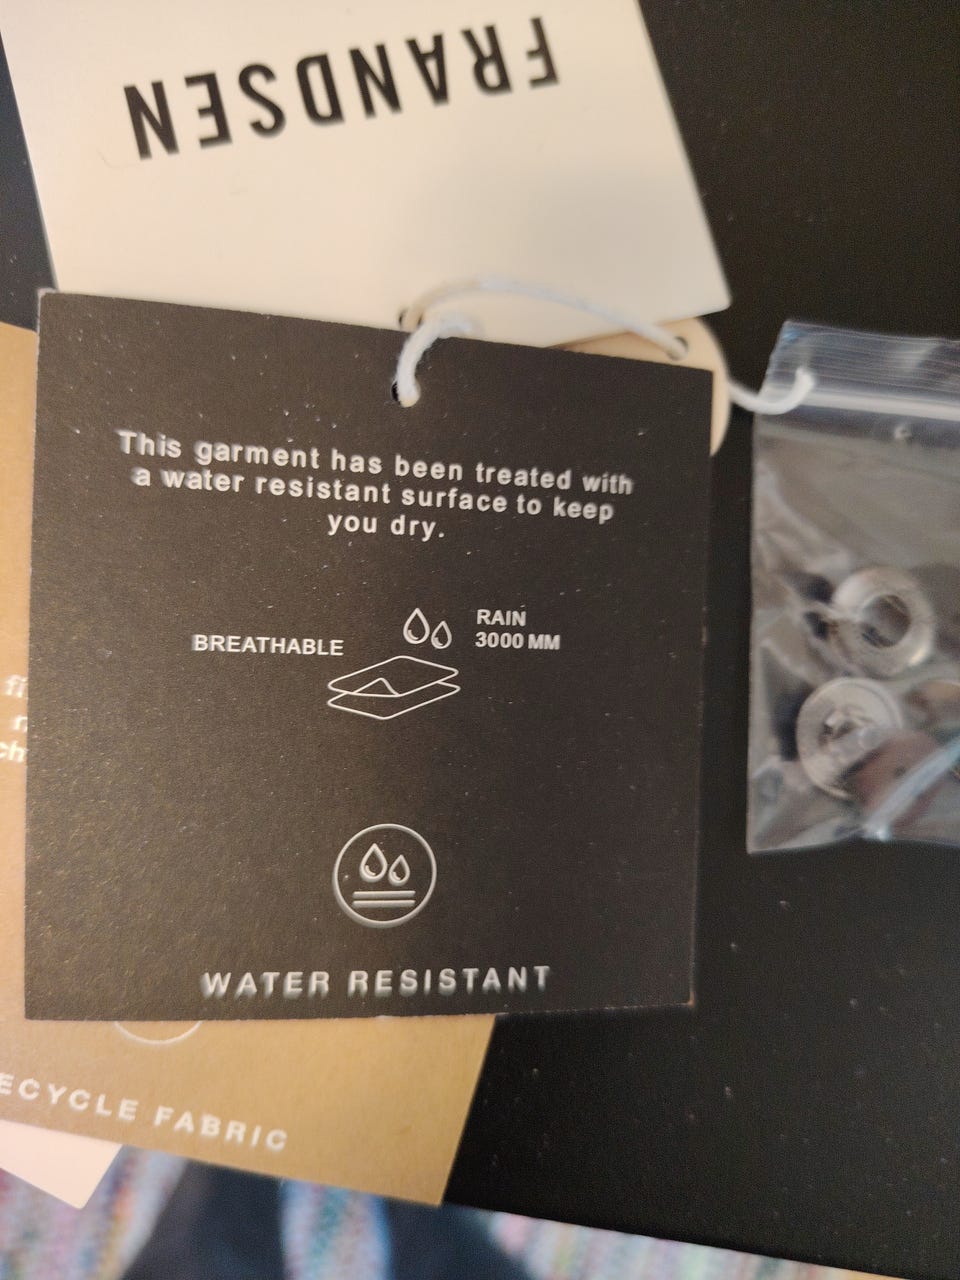 FRANDSEN
This garment has been treated with
a water resistant surface to keep
you dry.
BREATHABLE
RAIN
3000 MM
WATER RESISTANT
ECYCLE FABRIC